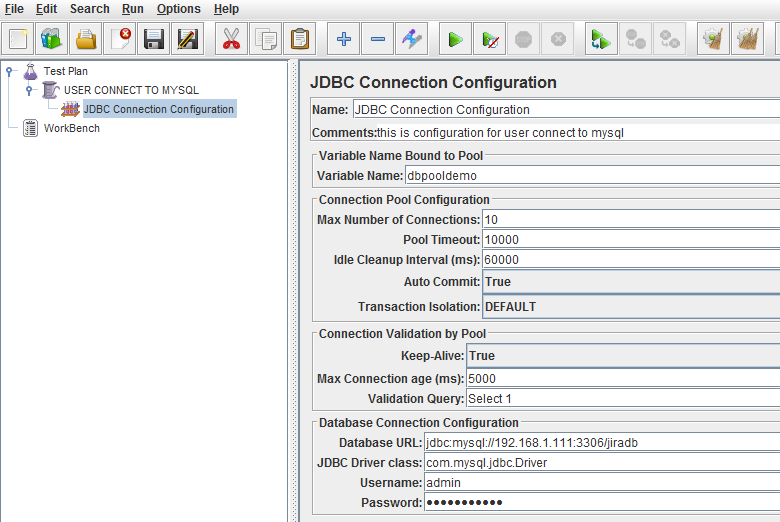 File Edit Search Run Options Help
Test Plan
USER CONNECT TO MYSQL
JDBC Connection Configuration
WorkBench
JDBC Connection Configuration
Name: JDBC Connection Configuration
Comments:this is configuration for user connect to mysql
Variable Name Bound to Pool
Variable Name: dbpooldemo
Connection Pool Configuration
Max Number of Connections: 10
Pool Timeout: 10000
Idle Cleanup Interval (ms): 60000
Auto Commit: True
Transaction Isolation: DEFAULT
Connection Validation by Pool
Keep-Alive: True
Max Connection age (ms): 5000
Validation Query: Select 1
Database Connection Configuration
Database URL: jdbc:mysql://192.168.1.111:3306/jiradb
JDBC Driver class: com.mysql.jdbc.Driver
Username: admin
Password: ●●●●●●●●●●●